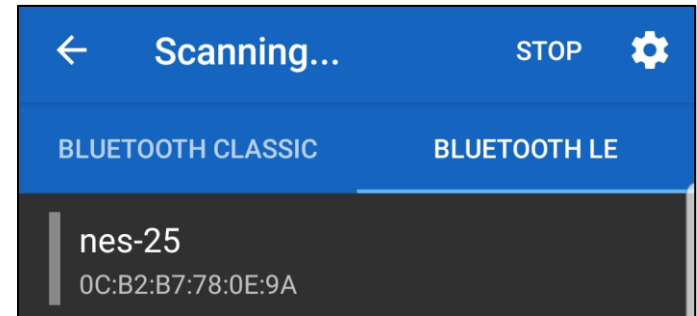 Scanning... STOP
BLUETOOTH CLASSIC BLUETOOTH LE
nes-25
0C:B2:B7:78:0E:9A